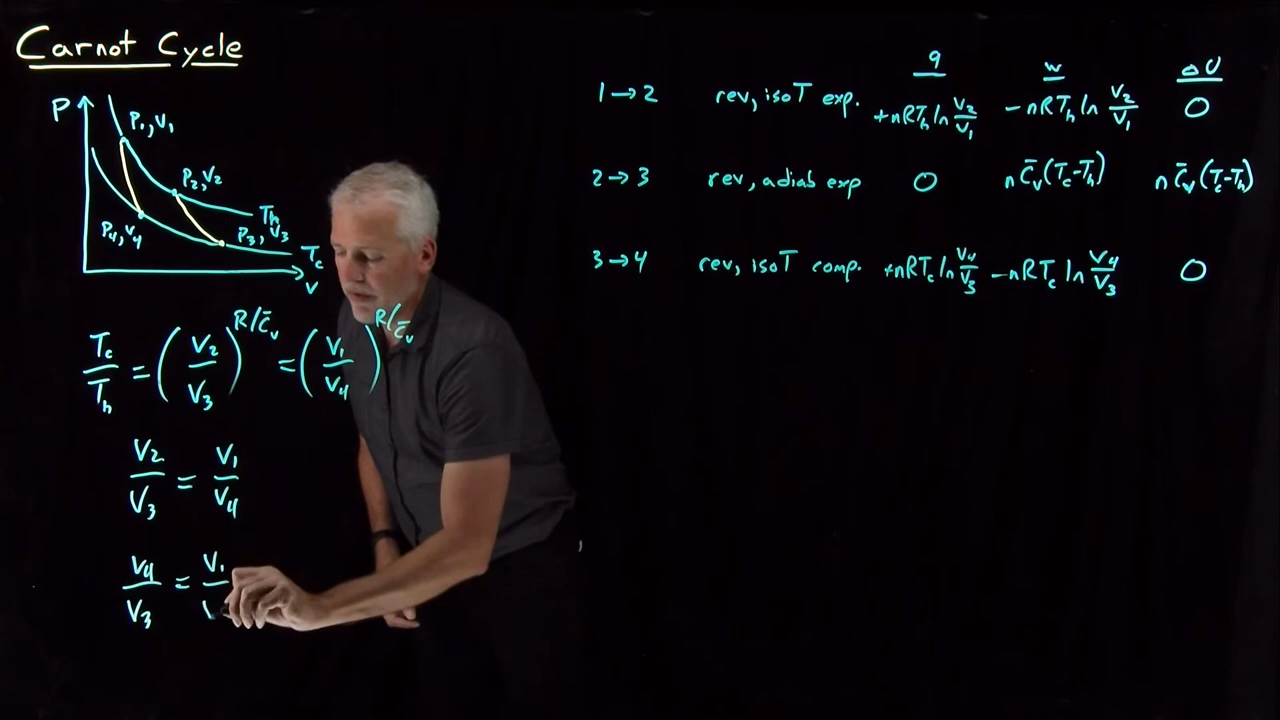 Carnot Cycle
P
P₁, V₁
P₂, V₂
Th
P₃, V₃
P₄, V₄
Tc
V
q w ΔU
1→2 rev, isoT exp. +nRTh ln V₂/V₁ -nRTh ln V₂/V₁ 0
2→3 rev, adiab exp 0 nC̄v(Tc-Th) nC̄v(Tc-Th)
3→4 rev, isoT comp. +nRTc ln V₄/V₃ -nRTc ln V₄/V₃ 0
Tc/Th = (V₂/V₃)^R/C̄v = (V₁/V₄)^R/C̄v
V₂/V₃ = V₁/V₄
V₄/V₃ = V₁/